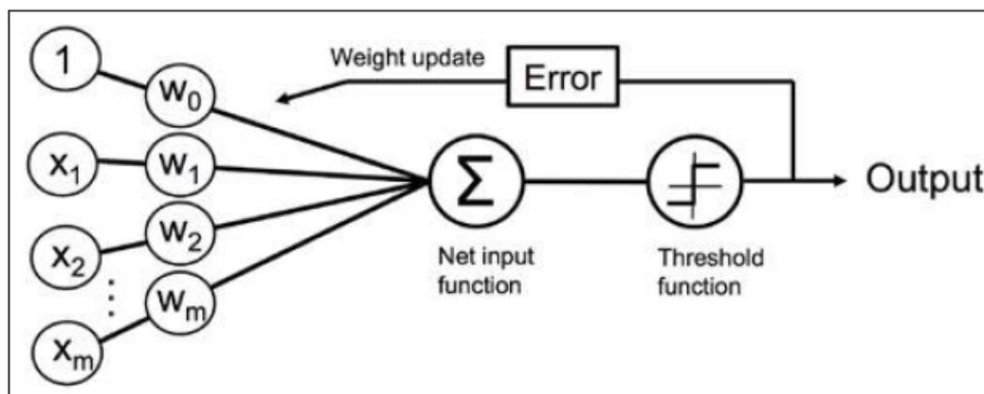 1
w₀
Weight update
Error
x₁
w₁
Σ
Output
x₂
w₂
Net input
function
Threshold
function
⋮
wₘ
xₘ